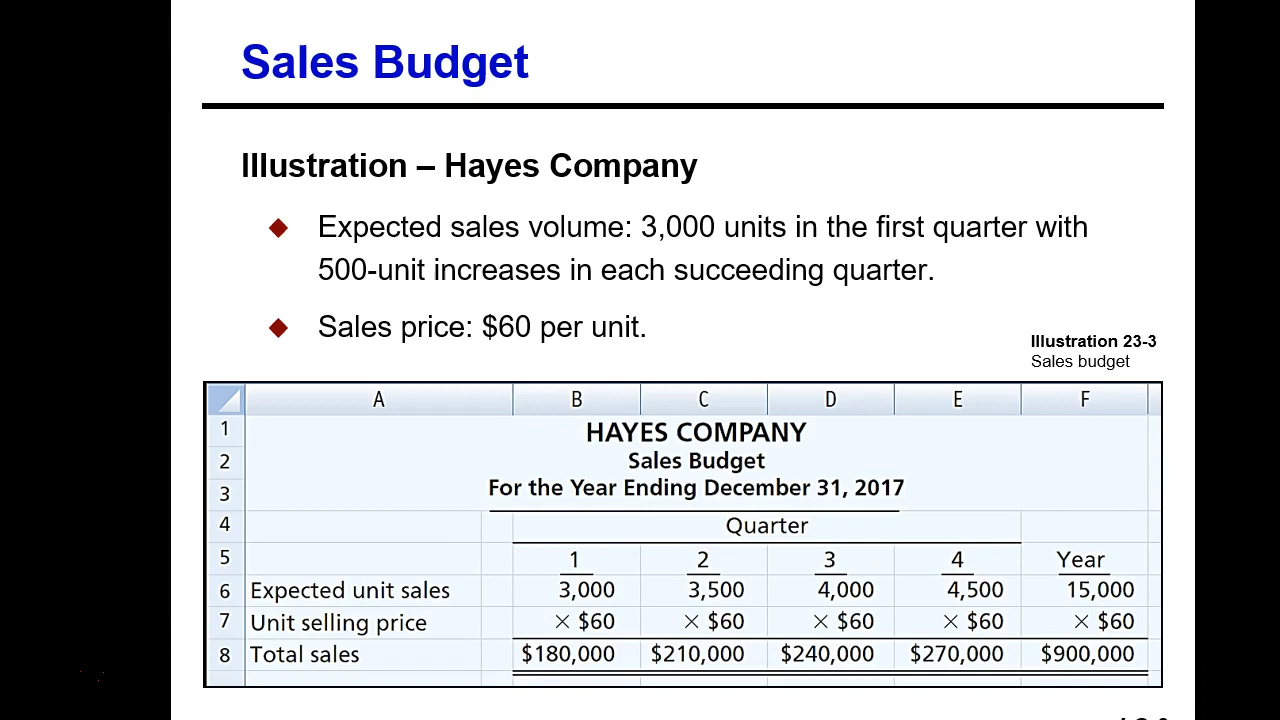 Sales Budget
Illustration – Hayes Company
Expected sales volume: 3,000 units in the first quarter with
500-unit increases in each succeeding quarter.
Sales price: $60 per unit.
Illustration 23-3
Sales budget
A B C D E F
1 HAYES COMPANY
2 Sales Budget
3 For the Year Ending December 31, 2017
4 Quarter
5 1 2 3 4 Year
6 Expected unit sales 3,000 3,500 4,000 4,500 15,000
7 Unit selling price × $60 × $60 × $60 × $60 × $60
8 Total sales $180,000 $210,000 $240,000 $270,000 $900,000